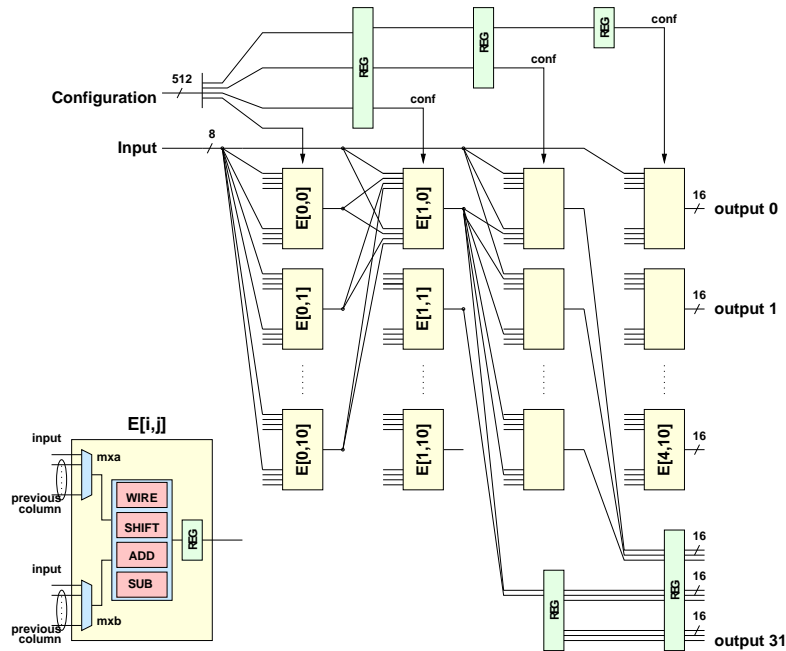 conf
REG
REG
REG
512
Configuration
conf
conf
Input
8
E[0,0]
E[1,0]
16
output 0
E[0,1]
E[1,1]
16
output 1
E[0,10]
E[1,10]
E[4,10]
16
E[i,j]
input
mxa
previous
column
WIRE
SHIFT
ADD
SUB
REG
input
mxb
previous
column
REG
REG
16
16
16
output 31